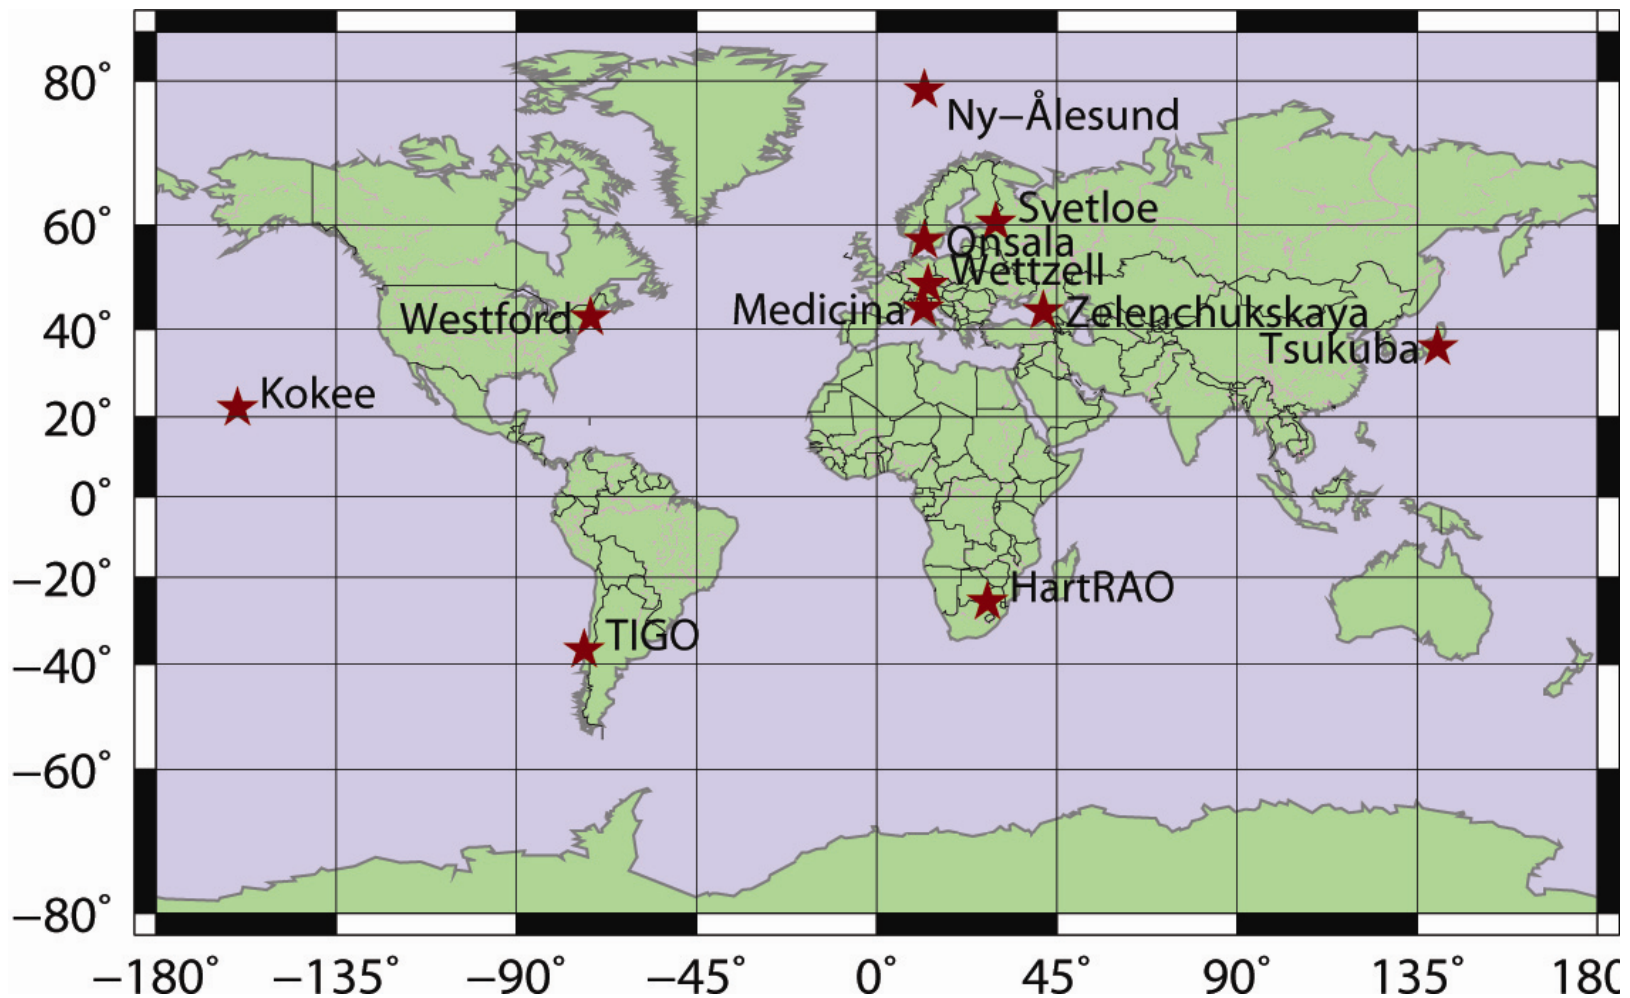 80°
Ny–Ålesund
Svetloe
60°
Onsala
Wettzell
Medicina
Zelenchukskaya
Westford
40°
Tsukuba
Kokee
20°
0°
−20°
HartRAO
TIGO
−40°
−60°
−80°
−180° −135° −90° −45° 0° 45° 90° 135° 180